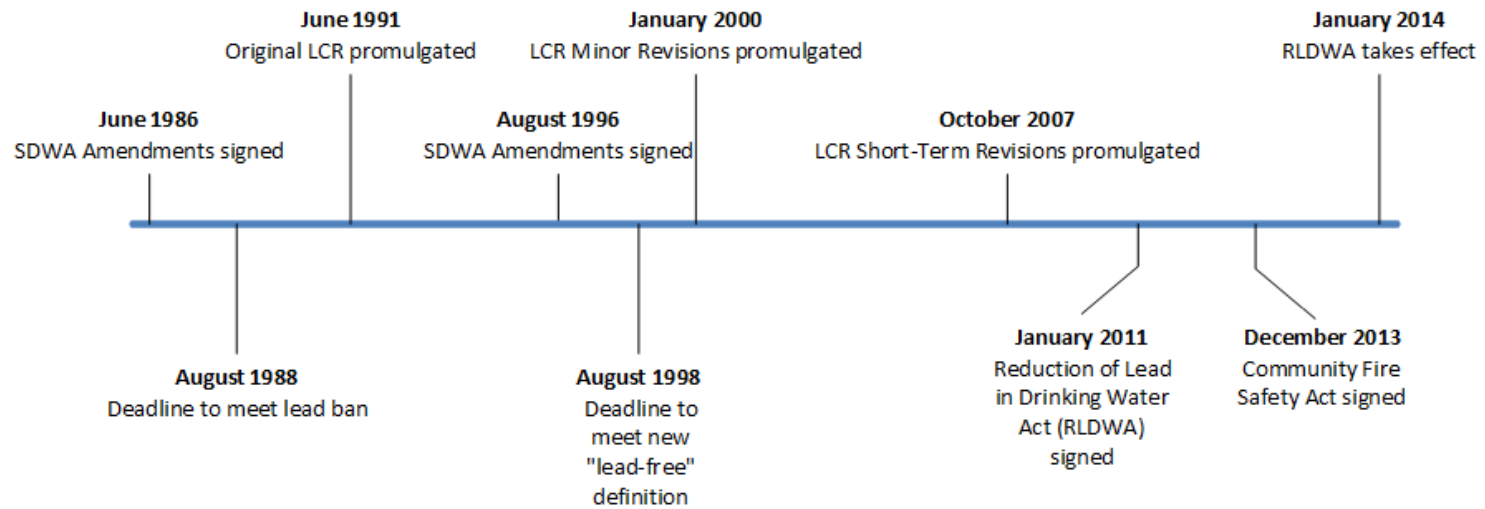 June 1991
Original LCR promulgated
January 2000
LCR Minor Revisions promulgated
January 2014
RLDWA takes effect
June 1986
SDWA Amendments signed
August 1996
SDWA Amendments signed
October 2007
LCR Short-Term Revisions promulgated
August 1988
Deadline to meet lead ban
August 1998
Deadline to
meet new
"lead-free"
definition
January 2011
Reduction of Lead
in Drinking Water
Act (RLDWA)
signed
December 2013
Community Fire
Safety Act signed